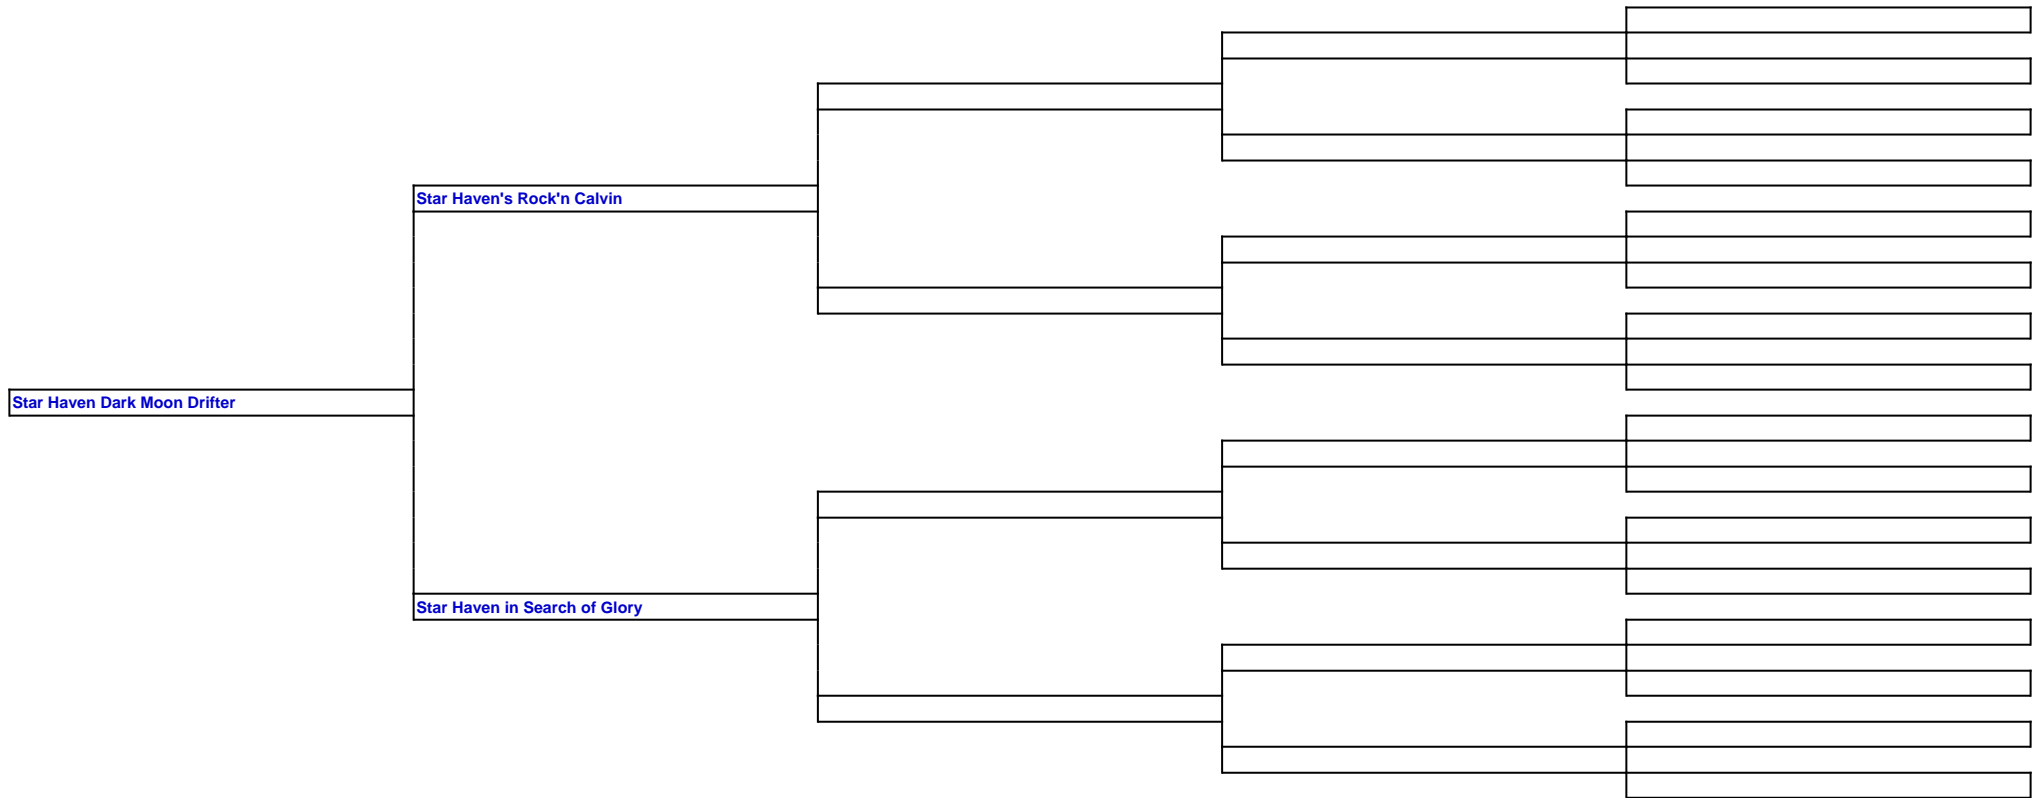 Star Haven's Rock'n Calvin
Star Haven Dark Moon Drifter
Star Haven in Search of Glory